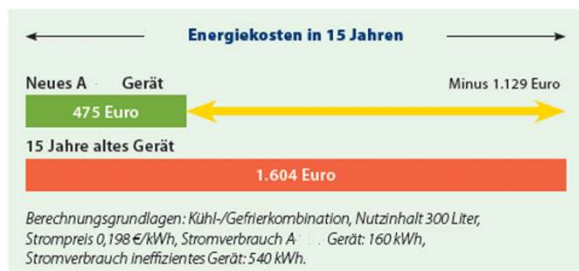 Energiekosten in 15 Jahren
Neues A Gerät
Minus 1.129 Euro
475 Euro
15 Jahre altes Gerät
1.604 Euro
Berechnungsgrundlagen: Kühl-/Gefrierkombination, Nutzinhalt 300 Liter,
Strompreis 0,198 €/kWh, Stromverbrauch A Gerät: 160 kWh,
Stromverbrauch ineffizientes Gerät: 540 kWh.